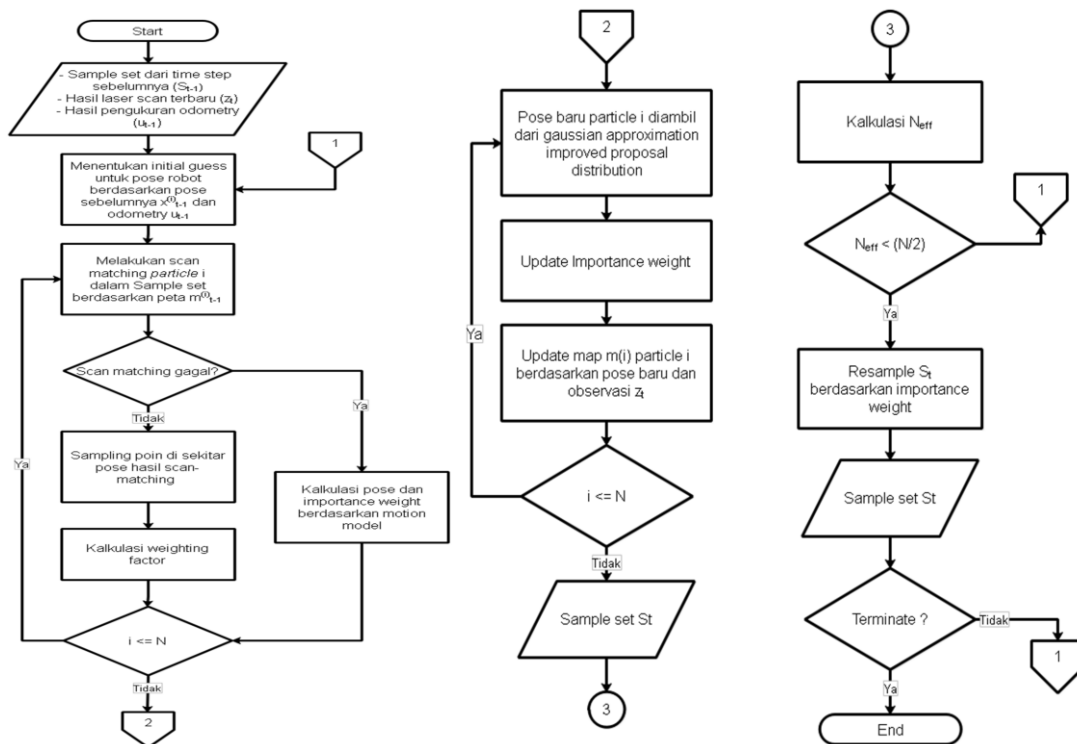 Start
- Sample set dari time step
sebelumnya (Sₜ₋₁)
- Hasil laser scan terbaru (zₜ)
- Hasil pengukuran odometry
(uₜ₋₁)
1
Menentukan initial guess
untuk pose robot
berdasarkan pose
sebelumnya x⁽ⁱ⁾ₜ₋₁ dan
odometry uₜ₋₁
Melakukan scan
matching particle i
dalam Sample set
berdasarkan peta m⁽ⁱ⁾ₜ₋₁
Scan matching gagal?
Tidak
Ya
Sampling poin di sekitar
pose hasil scan-
matching
Kalkulasi pose dan
importance weight
berdasarkan motion
model
Kalkulasi weighting
factor
i <= N
Ya
Tidak
2
2
Pose baru particle i diambil
dari gaussian approximation
improved proposal
distribution
Update Importance weight
Update map m(i) particle i
berdasarkan pose baru dan
observasi zₜ
i <= N
Ya
Tidak
Sample set St
3
3
Kalkulasi Neff
Neff < (N/2)
1
Ya
Resample Sₜ
berdasarkan importance
weight
Sample set St
Terminate ?
Tidak
1
Ya
End